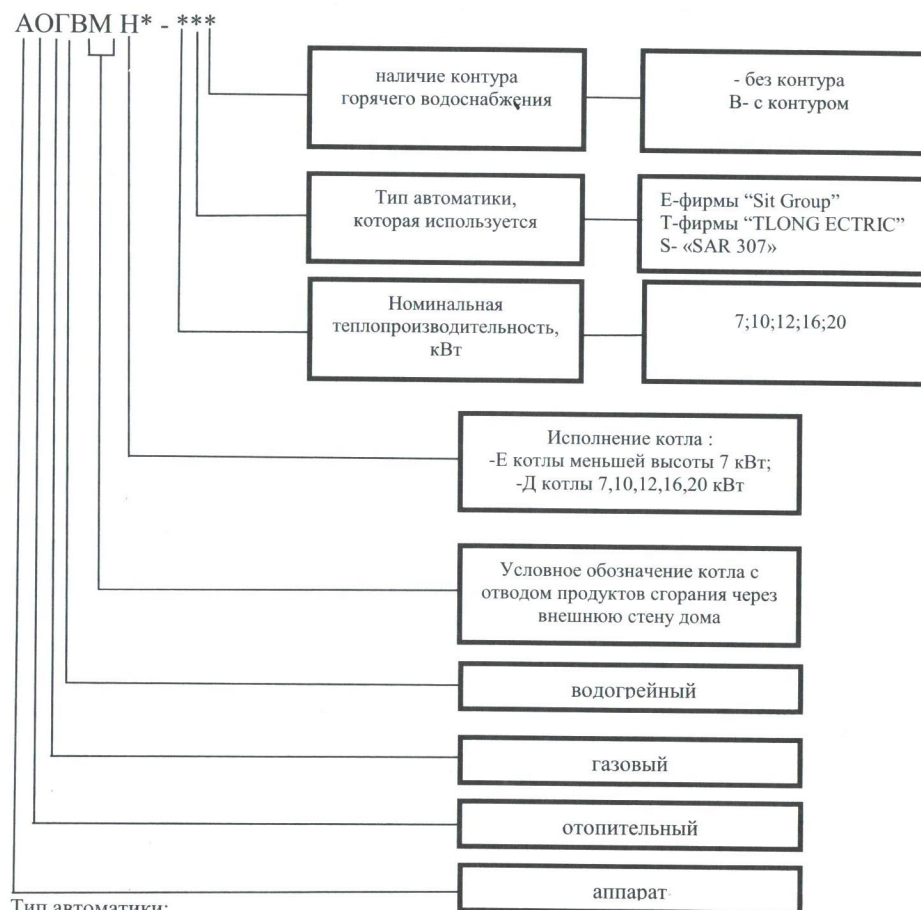 АОГВМ Н* - ***
наличие контура
горячего водоснабжения
- без контура
В- с контуром
Тип автоматики,
которая используется
Е-фирмы “Sit Group”
Т-фирмы “TLONG ECTRIC”
S- «SAR 307»
Номинальная
теплопроизводительность,
кВт
7;10;12;16;20
Исполнение котла :
-Е котлы меньшей высоты 7 кВт;
-Д котлы 7,10,12,16,20 кВт
Условное обозначение котла с
отводом продуктов сгорания через
внешнюю стену дома
водогрейный
газовый
отопительный
аппарат
Тип автоматики: